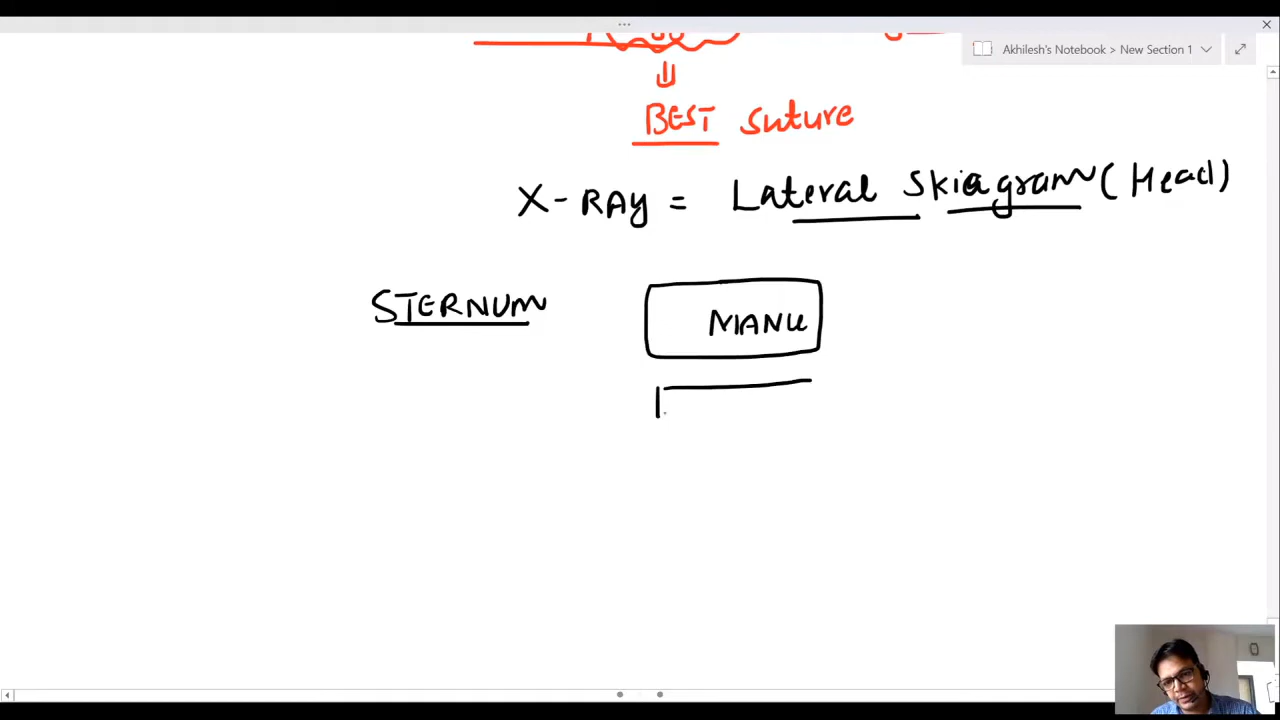 Akhilesh's Notebook > New Section 1
BEST suture
X-RAY = Lateral Skiagram (Head)
STERNUM
MANU